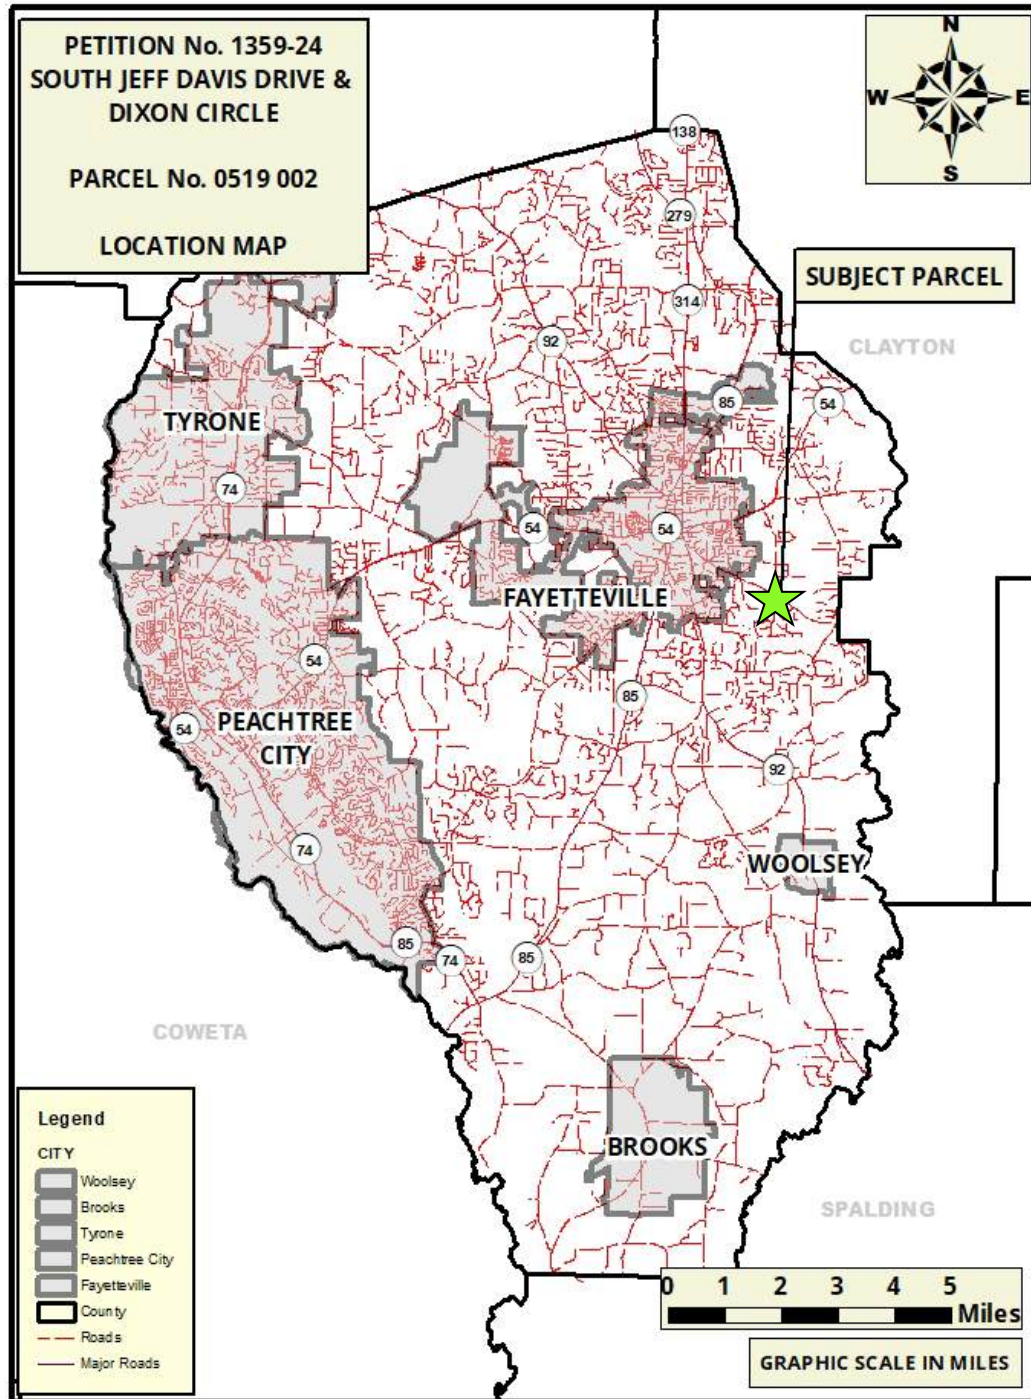 PETITION No. 1359-24
SOUTH JEFF DAVIS DRIVE &
DIXON CIRCLE
PARCEL No. 0519 002
LOCATION MAP
N
W
E
S
138
279
SUBJECT PARCEL
314
92
CLAYTON
85
54
TYRONE
74
54
54
FAYETTEVILLE
54
85
54
PEACHTREE
CITY
92
74
WOOLSEY
85
74
85
COWETA
BROOKS
SPALDING
Legend
CITY
Woolsey
Brooks
Tyrone
Peachtree City
Fayetteville
County
Roads
Major Roads
0 1 2 3 4 5
Miles
GRAPHIC SCALE IN MILES